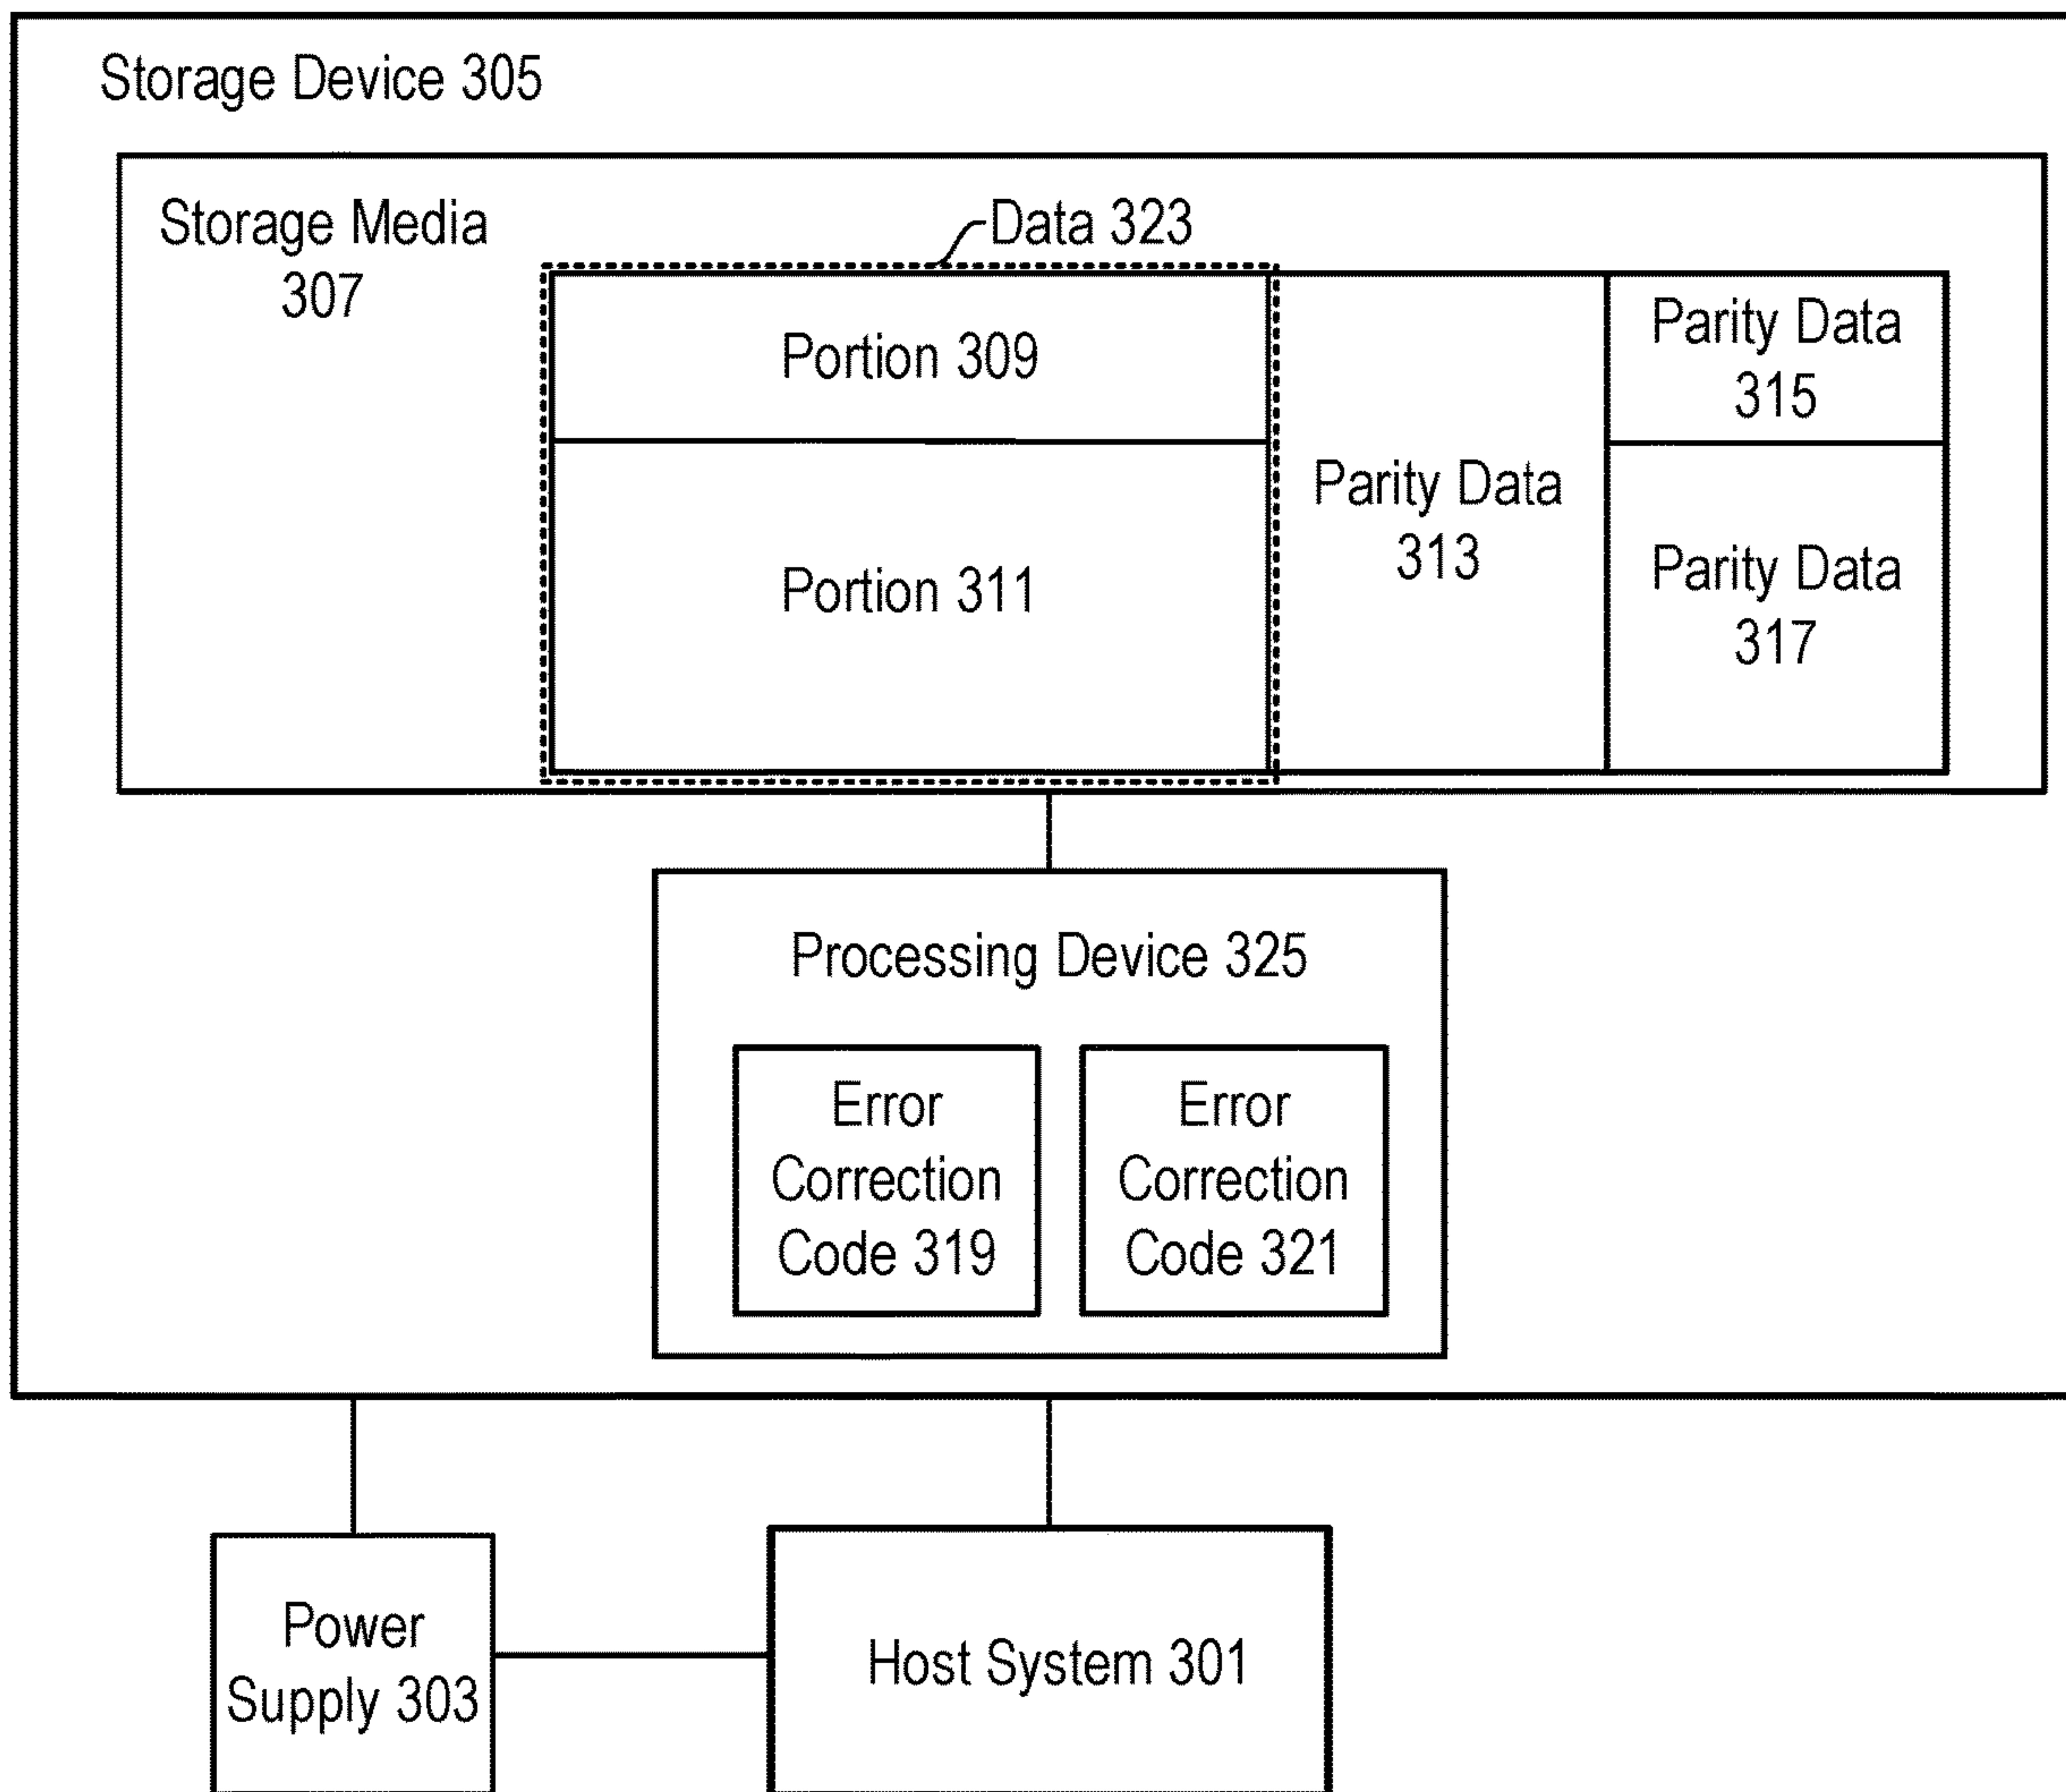 Storage Device 305
Storage Media
307
Data 323
Portion 309
Portion 311
Parity Data
313
Parity Data
315
Parity Data
317
Processing Device 325
Error
Correction
Code 319
Error
Correction
Code 321
Power
Supply 303
Host System 301